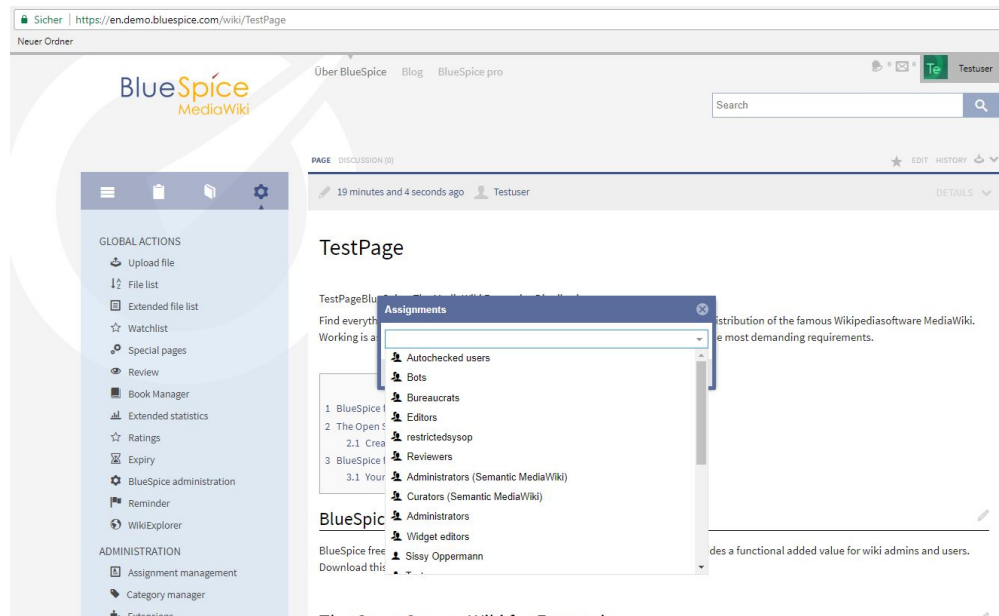 Sicher | https://en.demo.bluespice.com/wiki/TestPage
Neuer Ordner
BlueSpice
MediaWiki
Über BlueSpice Blog BlueSpice pro
0 0 Te Testuser
Search
PAGE DISCUSSION (0)
EDIT HISTORY
19 minutes and 4 seconds ago Testuser
DETAILS
GLOBAL ACTIONS
Upload file
File list
Extended file list
Watchlist
Special pages
Review
Book Manager
Extended statistics
Ratings
Expiry
BlueSpice administration
Reminder
WikiExplorer
ADMINISTRATION
Assignment management
Category manager
Extensions
TestPage
TestPageBlu
Find everyth
istribution of the famous Wikipediasoftware MediaWiki.
Working is a
e most demanding requirements.
Assignments
Autochecked users
Bots
Bureaucrats
Editors
restrictedsysop
Reviewers
Administrators (Semantic MediaWiki)
Curators (Semantic MediaWiki)
Administrators
Widget editors
Sissy Oppermann
1 BlueSpice f
2 The Open S
2.1 Crea
3 BlueSpice f
3.1 Your
BlueSpic
BlueSpice free
des a functional added value for wiki admins and users.
Download this